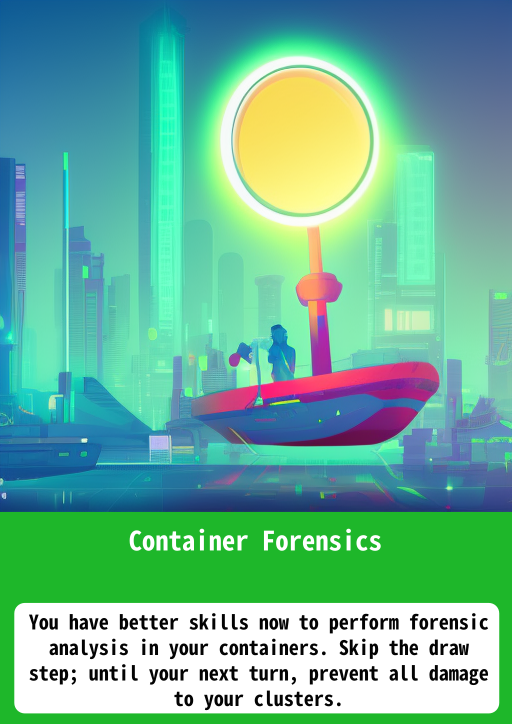 Container Forensics
You have better skills now to perform forensic
analysis in your containers. Skip the draw
step; until your next turn, prevent all damage
to your clusters.